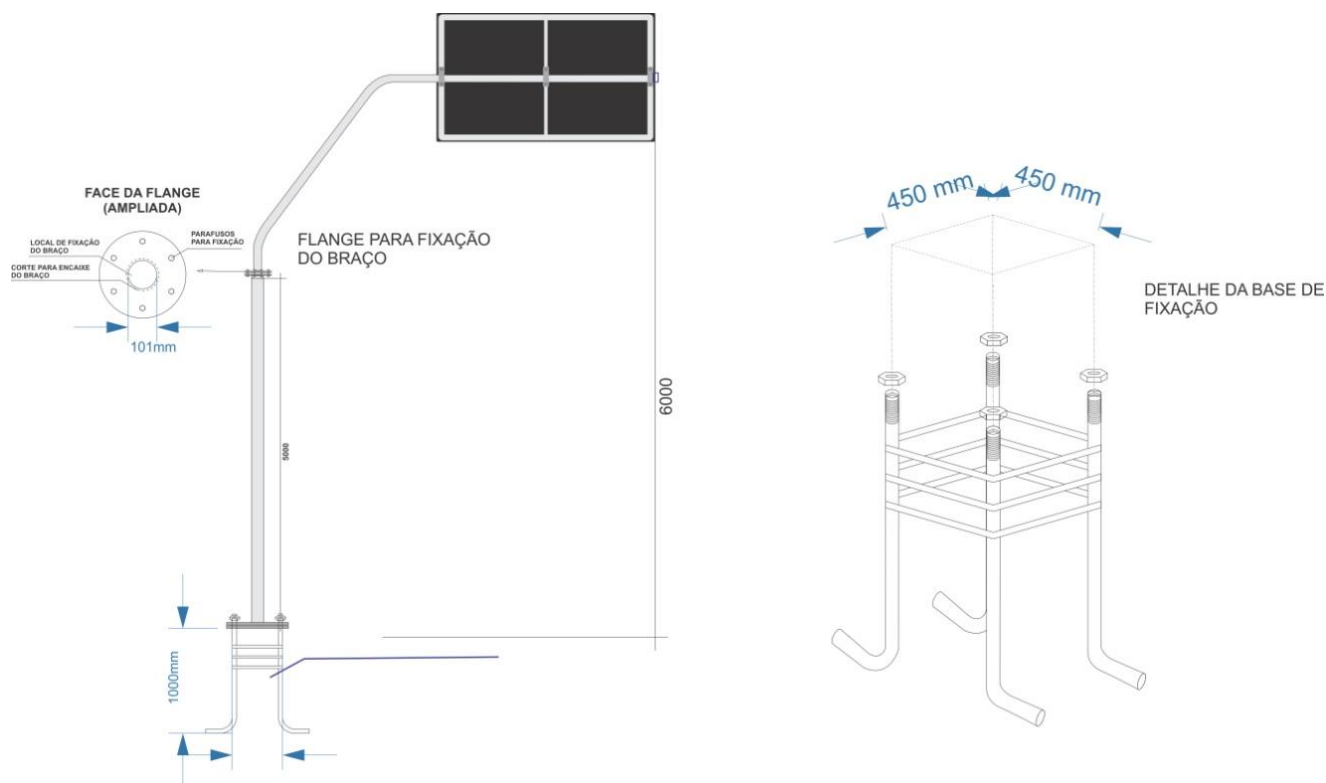 FACE DA FLANGE
(AMPLIADA)
LOCAL DE FIXAÇÃO
DO BRAÇO
PARAFUSOS
PARA FIXAÇÃO
CORTE PARA ENCAIXE
DO BRAÇO
101mm
FLANGE PARA FIXAÇÃO
DO BRAÇO
5000
6000
1000mm
450 mm
450 mm
DETALHE DA BASE DE
FIXAÇÃO